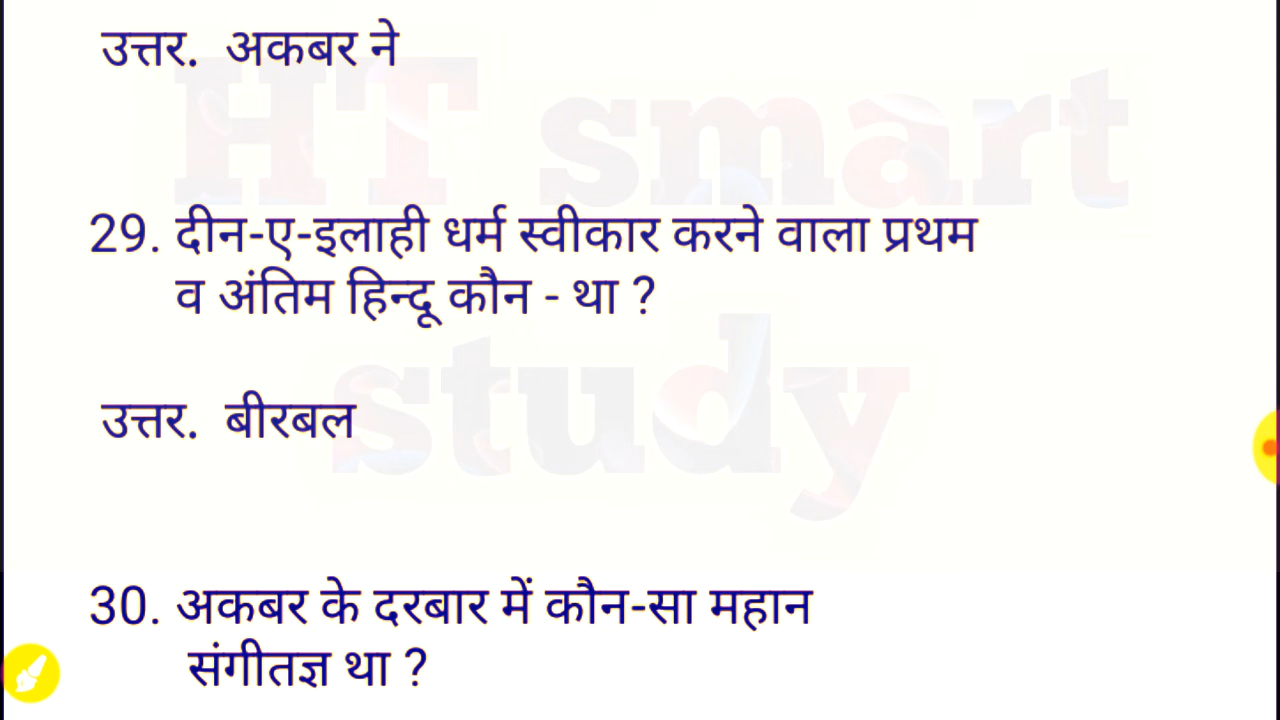 उत्तर. अकबर ने
HT smart
29. दीन-ए-इलाही धर्म स्वीकार करने वाला प्रथम
व अंतिम हिन्दू कौन - था ?
study
उत्तर. बीरबल
30. अकबर के दरबार में कौन-सा महान
संगीतज्ञ था ?